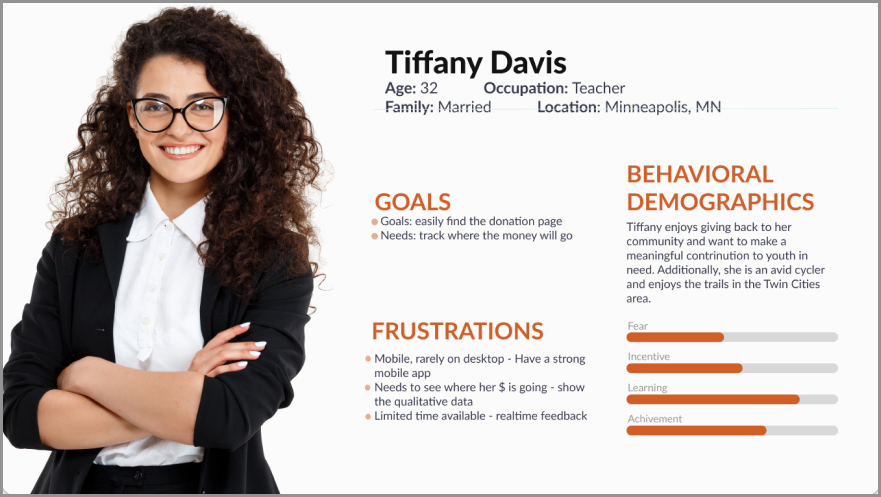 Tiffany Davis
Age: 32 Occupation: Teacher
Family: Married Location: Minneapolis, MN
GOALS
Goals: easily find the donation page
Needs: track where the money will go
FRUSTRATIONS
Mobile, rarely on desktop - Have a strong
mobile app
Needs to see where her $ is going - show
the qualitative data
Limited time available - realtime feedback
BEHAVIORAL
DEMOGRAPHICS
Tiffany enjoys giving back to her
community and want to make a
meaningful contrinution to youth in
need. Additionally, she is an avid cycler
and enjoys the trails in the Twin Cities
area.
Fear
Incentive
Learning
Achivement